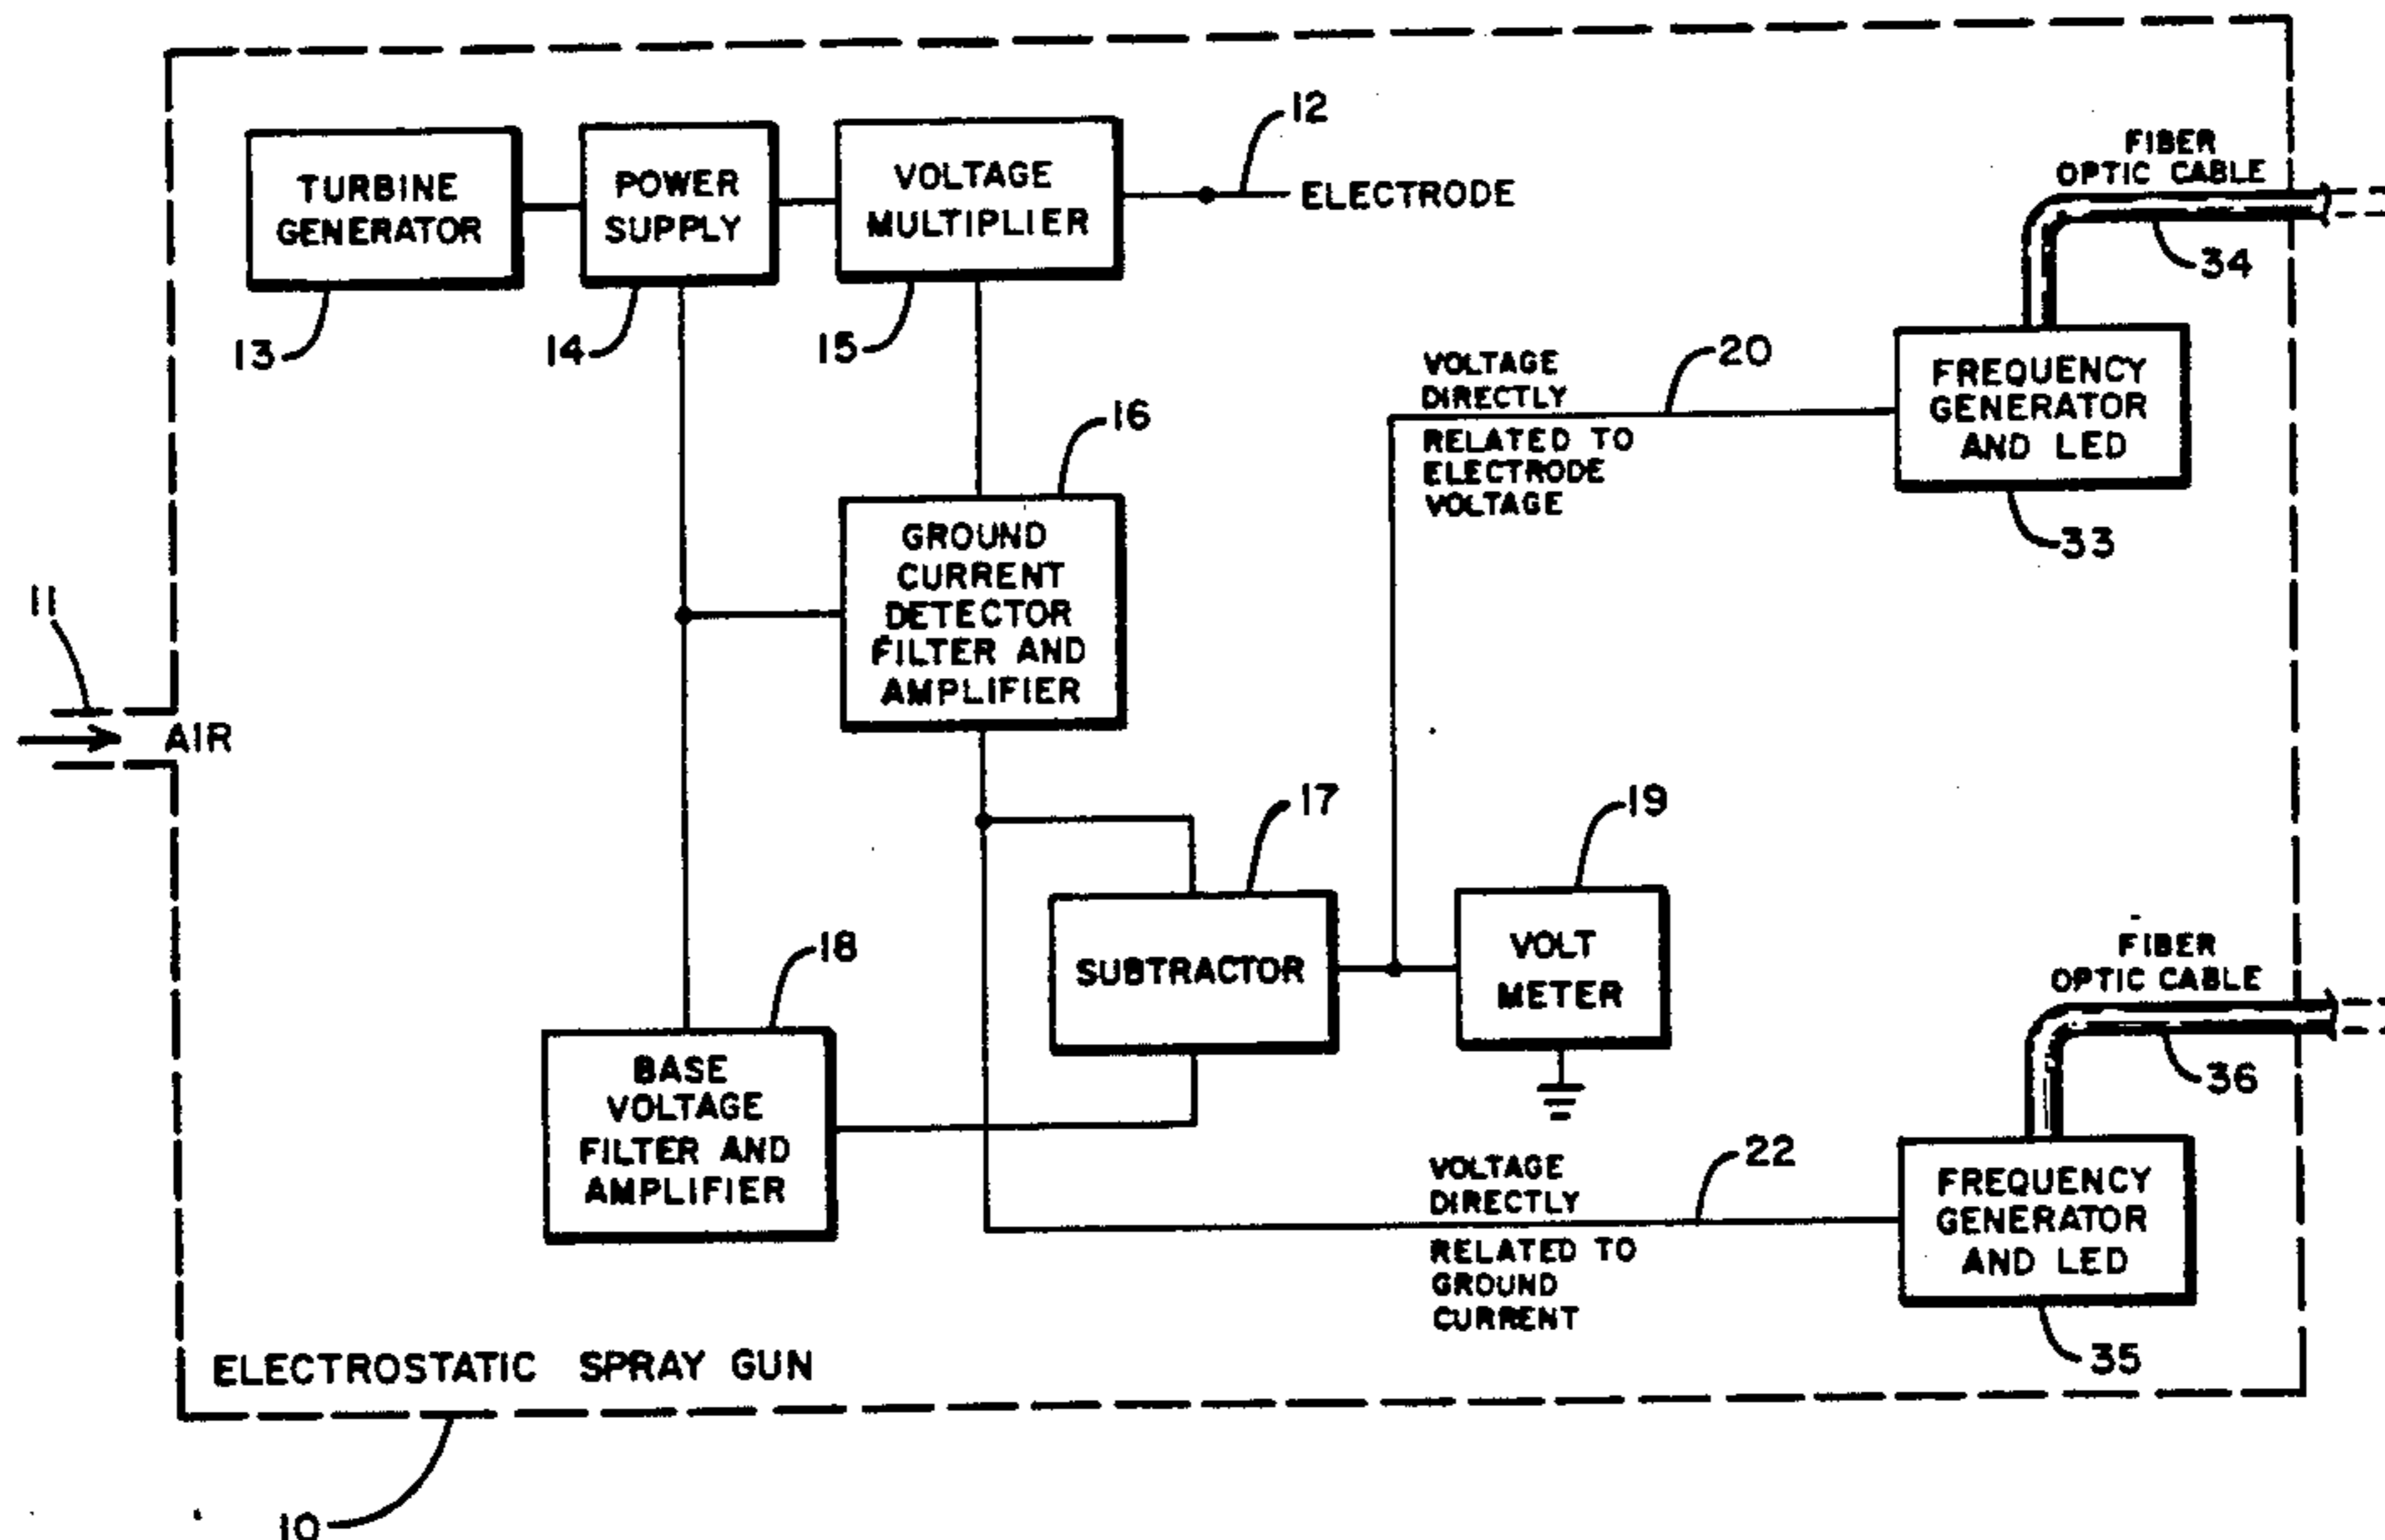 12
TURBINE
GENERATOR
POWER
SUPPLY
VOLTAGE
MULTIPLIER
ELECTRODE
FIBER
OPTIC CABLE
34
13
14
15
20
VOLTAGE
DIRECTLY
RELATED TO
ELECTRODE
VOLTAGE
FREQUENCY
GENERATOR
AND LED
33
16
GROUND
CURRENT
DETECTOR
FILTER AND
AMPLIFIER
11
AIR
17
19
SUBTRACTOR
VOLT
METER
18
BASE
VOLTAGE
FILTER AND
AMPLIFIER
FIBER
OPTIC CABLE
36
22
VOLTAGE
DIRECTLY
RELATED TO
GROUND
CURRENT
FREQUENCY
GENERATOR
AND LED
35
ELECTROSTATIC SPRAY GUN
10